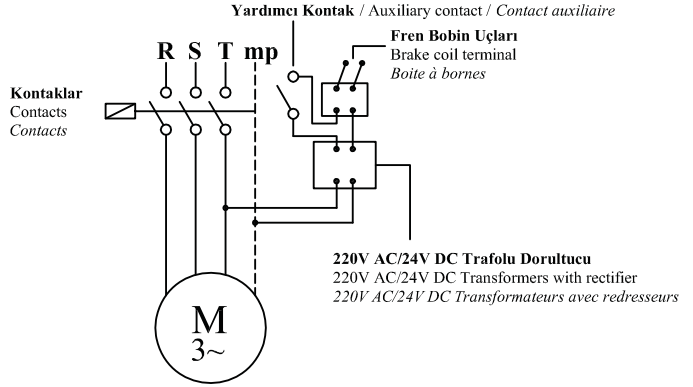 Yardımcı Kontak / Auxiliary contact / Contact auxiliaire
Fren Bobin Uçları
Brake coil terminal
Boite à bornes
R S T mp
Kontaklar
Contacts
Contacts
220V AC/24V DC Trafolu Dorultucu
220V AC/24V DC Transformers with rectifier
220V AC/24V DC Transformateurs avec redresseurs
M
3~